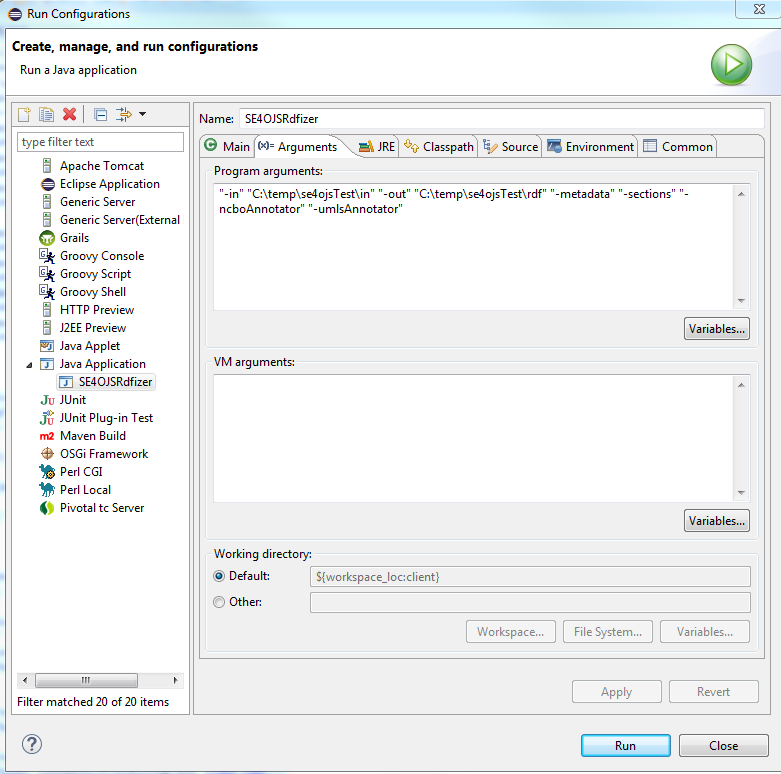 Run Configurations
Create, manage, and run configurations
Run a Java application
type filter text
Apache Tomcat
Eclipse Application
Generic Server
Generic Server(External
Grails
Groovy Console
Groovy Script
Groovy Shell
HTTP Preview
J2EE Preview
Java Applet
Java Application
SE4OJSRdfizer
JUnit
JUnit Plug-in Test
Maven Build
OSGi Framework
Perl CGI
Perl Local
Pivotal tc Server
Filter matched 20 of 20 items
Name: SE4OJSRdfizer
Main (x)= Arguments JRE Classpath Source Environment Common
Program arguments:
"-in" "C:\temp\se4ojsTest\in" "-out" "C:\temp\se4ojsTest\rdf" "-metadata" "-sections" "-
ncboAnnotator" "-umlsAnnotator"
Variables...
VM arguments:
Variables...
Working directory:
Default: ${workspace_loc:client}
Other:
Workspace... File System... Variables...
Apply Revert
? Run Close